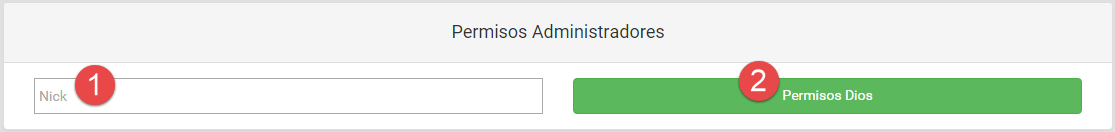 Permisos Administradores
Nick 1
2 Permisos Dios